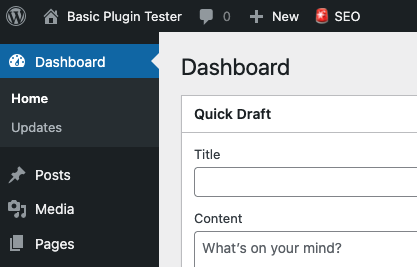 Basic Plugin Tester 0 + New SEO
Dashboard
Home
Updates
Posts
Media
Pages
Dashboard
Quick Draft
Title
Content
What's on your mind?